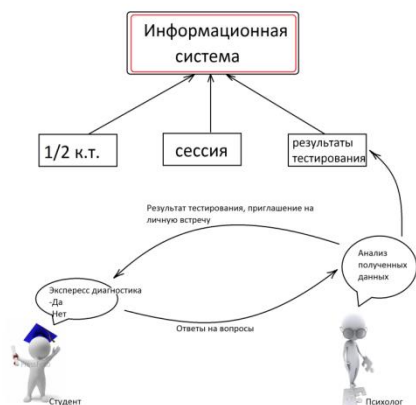 Информационная
система
1/2 к.т.
сессия
результаты
тестирования
Результат тестирования, приглашение на
личную встречу
Анализ
полученных
данных
Экспересс диагностика
-Да
-Нет
Ответы на вопросы
Студент
Психолог